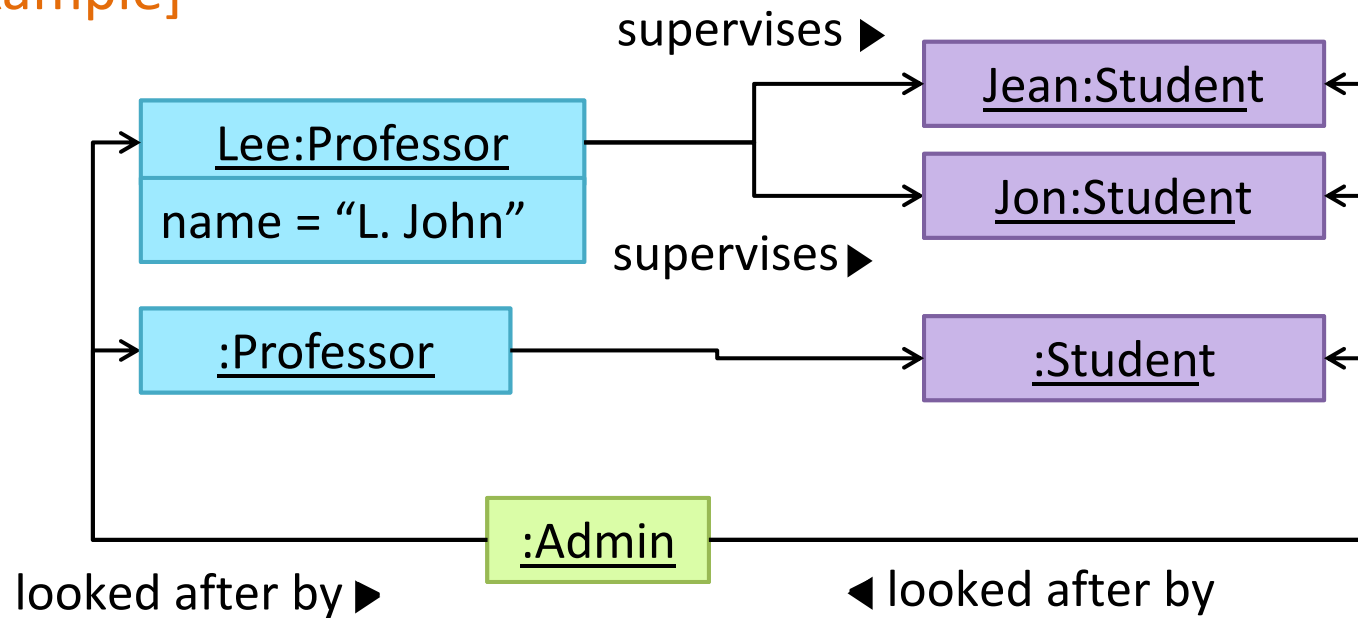 ample]
supervises ▶
Jean:Student
Lee:Professor
Jon:Student
name = “L. John”
supervises ▶
:Professor
:Student
:Admin
looked after by ▶
◀ looked after by